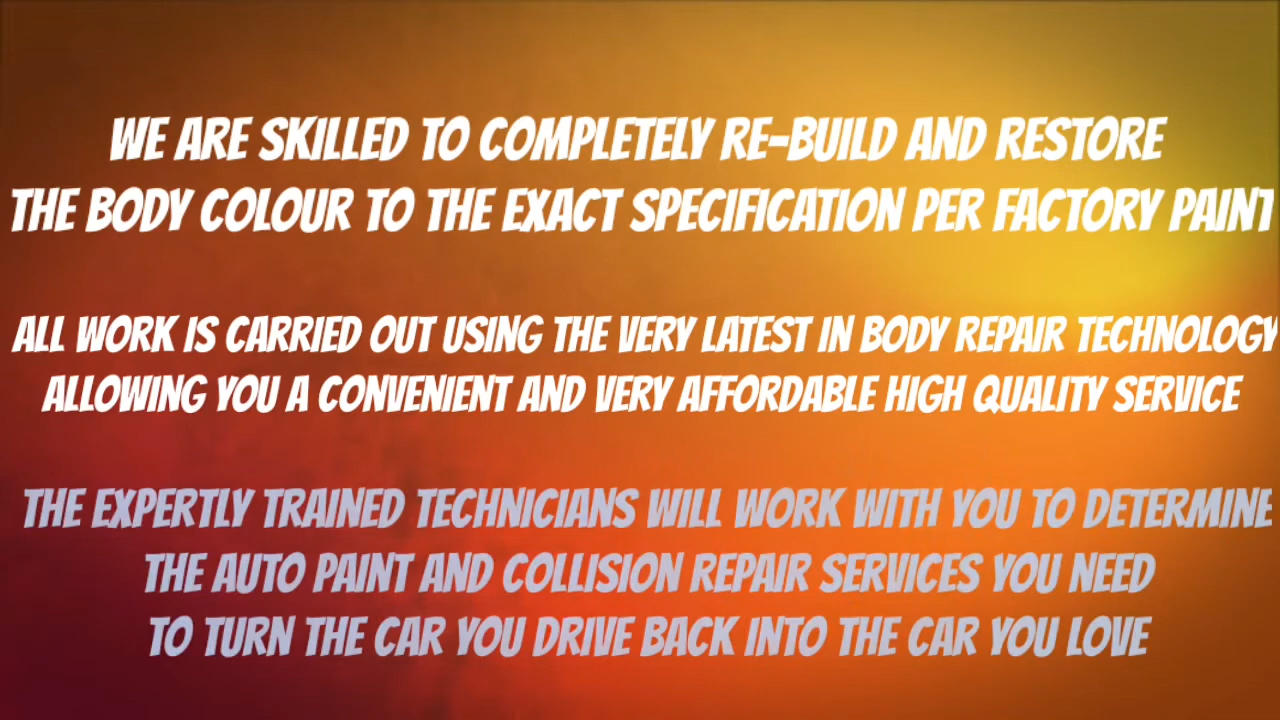 WE ARE SKILLED TO COMPLETELY RE-BUILD AND RESTORE
THE BODY COLOUR TO THE EXACT SPECIFICATION PER FACTORY PAINT
ALL WORK IS CARRIED OUT USING THE VERY LATEST IN BODY REPAIR TECHNOLOGY
ALLOWING YOU A CONVENIENT AND VERY AFFORDABLE HIGH QUALITY SERVICE
THE EXPERTLY TRAINED TECHNICIANS WILL WORK WITH YOU TO DETERMINE
THE AUTO PAINT AND COLLISION REPAIR SERVICES YOU NEED
TO TURN THE CAR YOU DRIVE BACK INTO THE CAR YOU LOVE